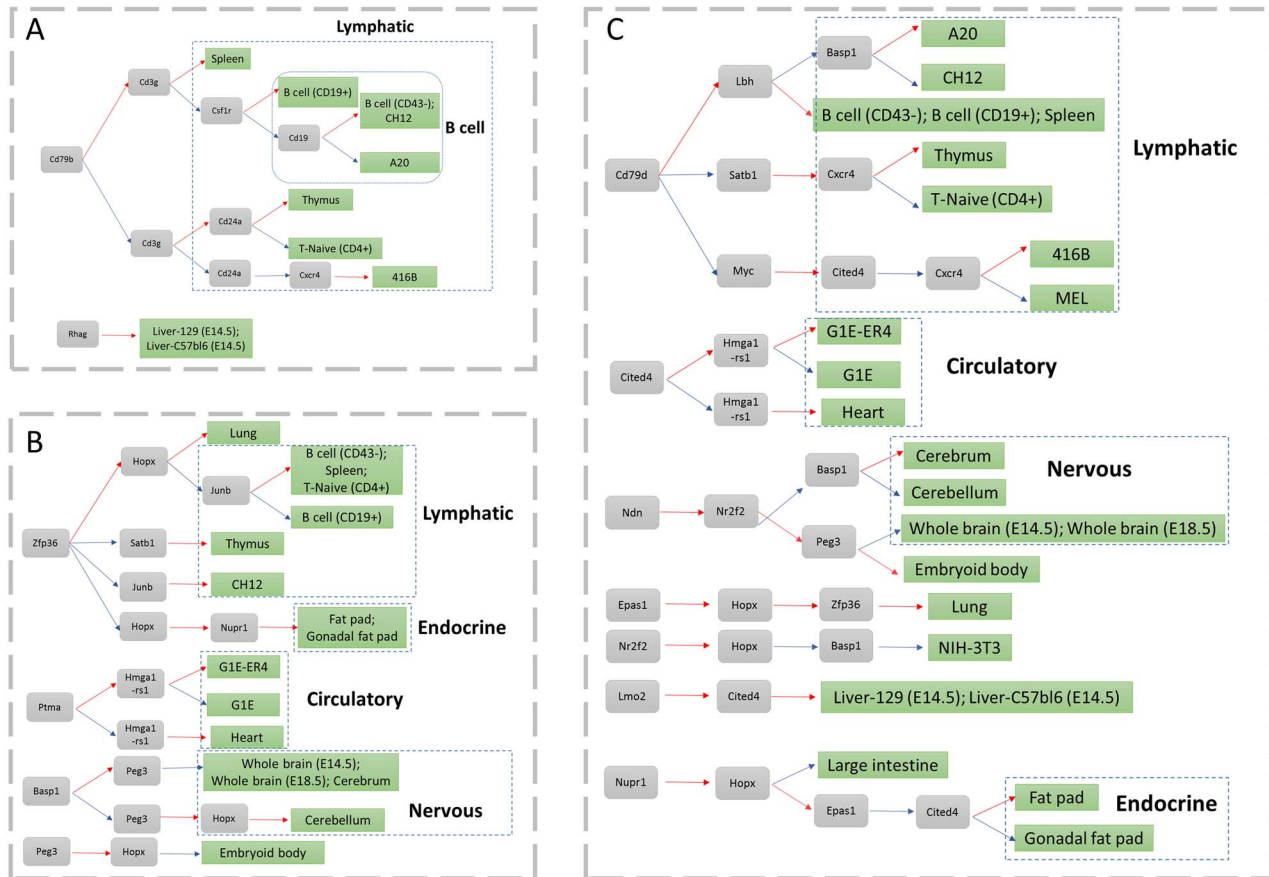 A
Lymphatic
Spleen
Cd3g
B cell (CD19+)
Csf1r
B cell (CD43-);
CH12
Cd19
B cell
Cd79b
A20
Thymus
Cd24a
Cd3g
T-Naive (CD4+)
Cd24a
Cxcr4
416B
Rhag
Liver-129 (E14.5);
Liver-C57bl6 (E14.5)
B
Lung
Hopx
B cell (CD43-);
Spleen;
T-Naive (CD4+)
Junb
B cell (CD19+)
Lymphatic
Zfp36
Satb1
Thymus
Junb
CH12
Hopx
Nupr1
Fat pad;
Gonadal fat pad
Endocrine
Hmga1
-rs1
G1E-ER4
Ptma
G1E
Circulatory
Hmga1
-rs1
Heart
Peg3
Whole brain (E14.5);
Whole brain (E18.5); Cerebrum
Basp1
Nervous
Peg3
Hopx
Cerebellum
Peg3
Hopx
Embryoid body
C
A20
Basp1
Lbh
CH12
B cell (CD43-); B cell (CD19+); Spleen
Lymphatic
Thymus
Cd79d
Satb1
Cxcr4
T-Naive (CD4+)
416B
Myc
Cited4
Cxcr4
MEL
G1E-ER4
Hmga1
-rs1
Circulatory
Cited4
G1E
Hmga1
-rs1
Heart
Cerebrum
Nervous
Basp1
Cerebellum
Ndn
Nr2f2
Whole brain (E14.5); Whole brain (E18.5)
Peg3
Embryoid body
Epas1
Hopx
Zfp36
Lung
Nr2f2
Hopx
Basp1
NIH-3T3
Lmo2
Cited4
Liver-129 (E14.5); Liver-C57bl6 (E14.5)
Large intestine
Nupr1
Hopx
Fat pad
Endocrine
Epas1
Cited4
Gonadal fat pad